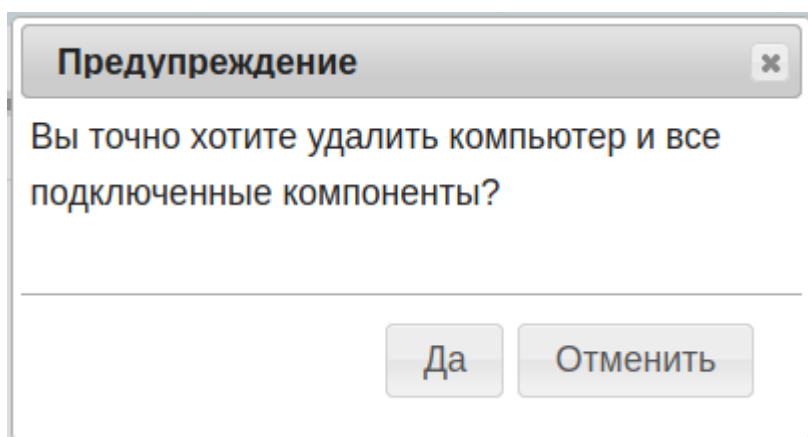 Предупреждение
Вы точно хотите удалить компьютер и все
подключенные компоненты?
Да Отменить